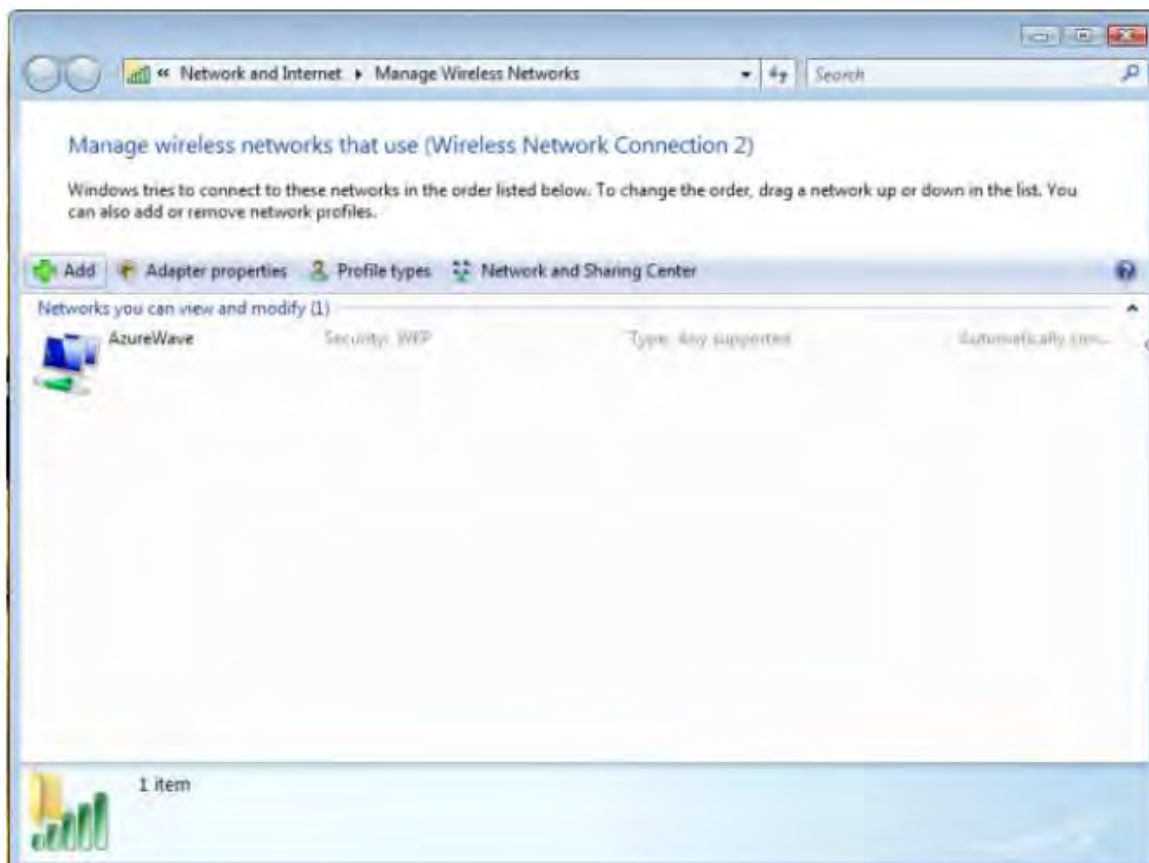 « Network and Internet ▸ Manage Wireless Networks
Search
Manage wireless networks that use (Wireless Network Connection 2)
Windows tries to connect to these networks in the order listed below. To change the order, drag a network up or down in the list. You
can also add or remove network profiles.
Add Adapter properties Profile types Network and Sharing Center
Networks you can view and modify (1)
AzureWave Security: WEP Type: Any supported Automatically con...
1 item